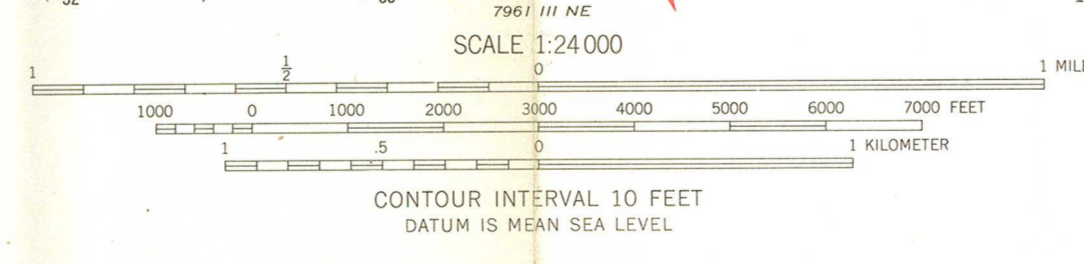 7961 III NE
SCALE 1:24 000
1 1/2 0 1 MILE
1000 0 1000 2000 3000 4000 5000 6000 7000 FEET
1 .5 0 1 KILOMETER
CONTOUR INTERVAL 10 FEET
DATUM IS MEAN SEA LEVEL